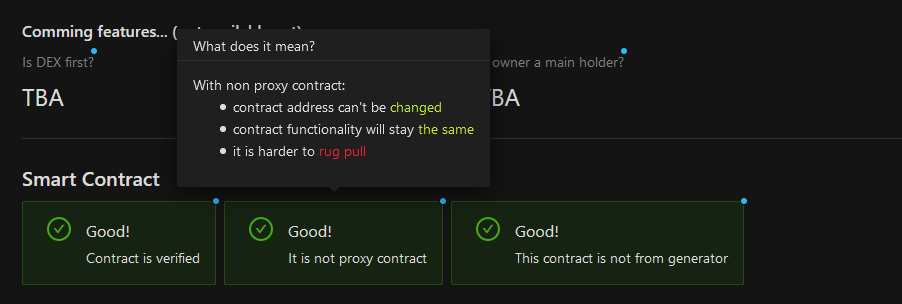 Comming features... (
What does it mean?
Is DEX first?
owner a main holder?
With non proxy contract:
TBA
contract address can't be changed
contract functionality will stay the same
it is harder to rug pull
Smart Contract
Good!
Contract is verified
Good!
It is not proxy contract
Good!
This contract is not from generator